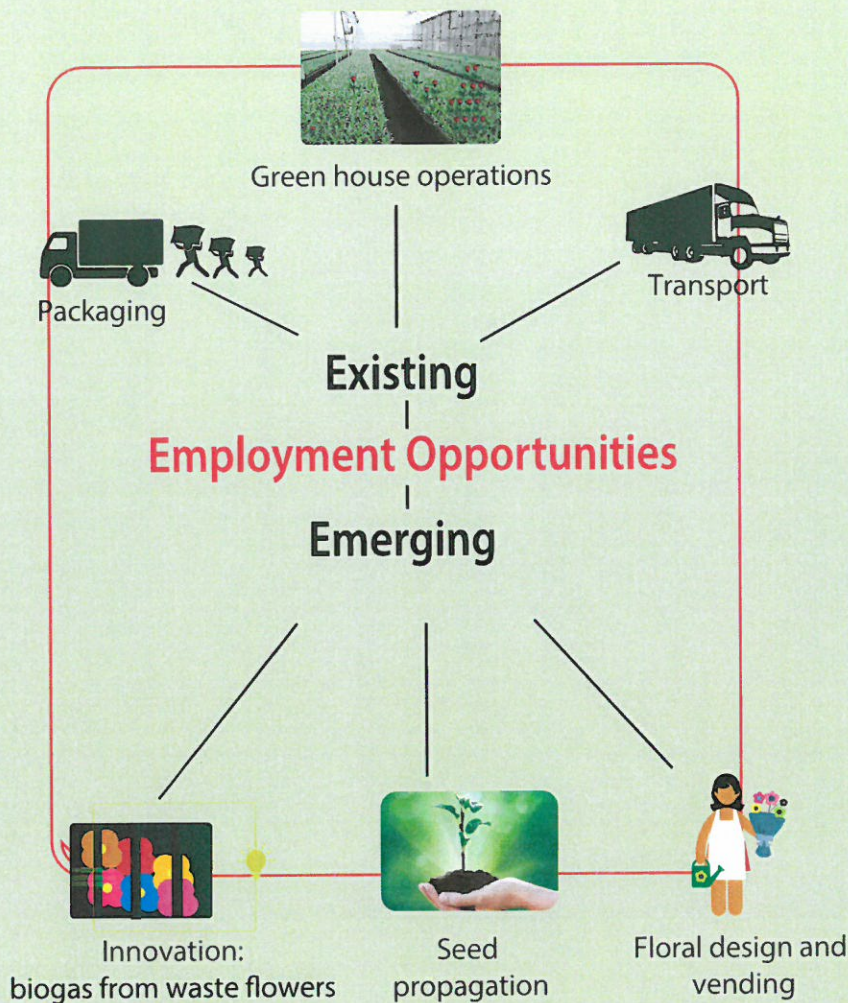 Green house operations
Packaging
Transport
Existing
Employment Opportunities
Emerging
Innovation:
biogas from waste flowers
Seed
propagation
Floral design and
vending